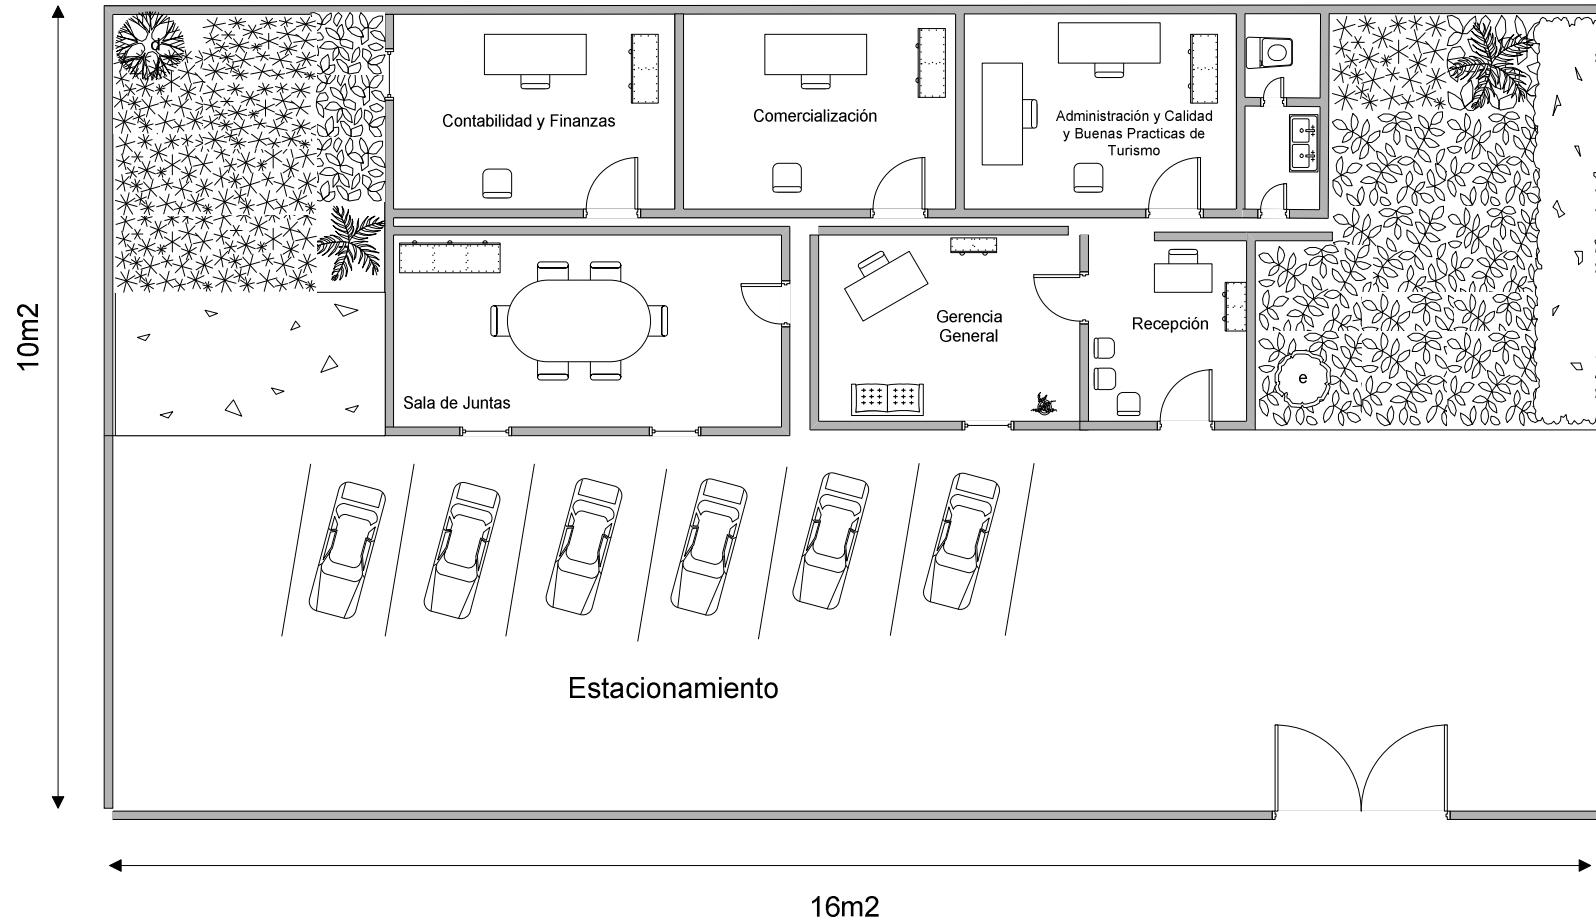 d
Contabilidad y Finanzas
Comercialización
Administración y Calidad
y Buenas Practicas de
Turismo
10m2
Gerencia
General
Recepción
Sala de Juntas
e
Estacionamiento
16m2